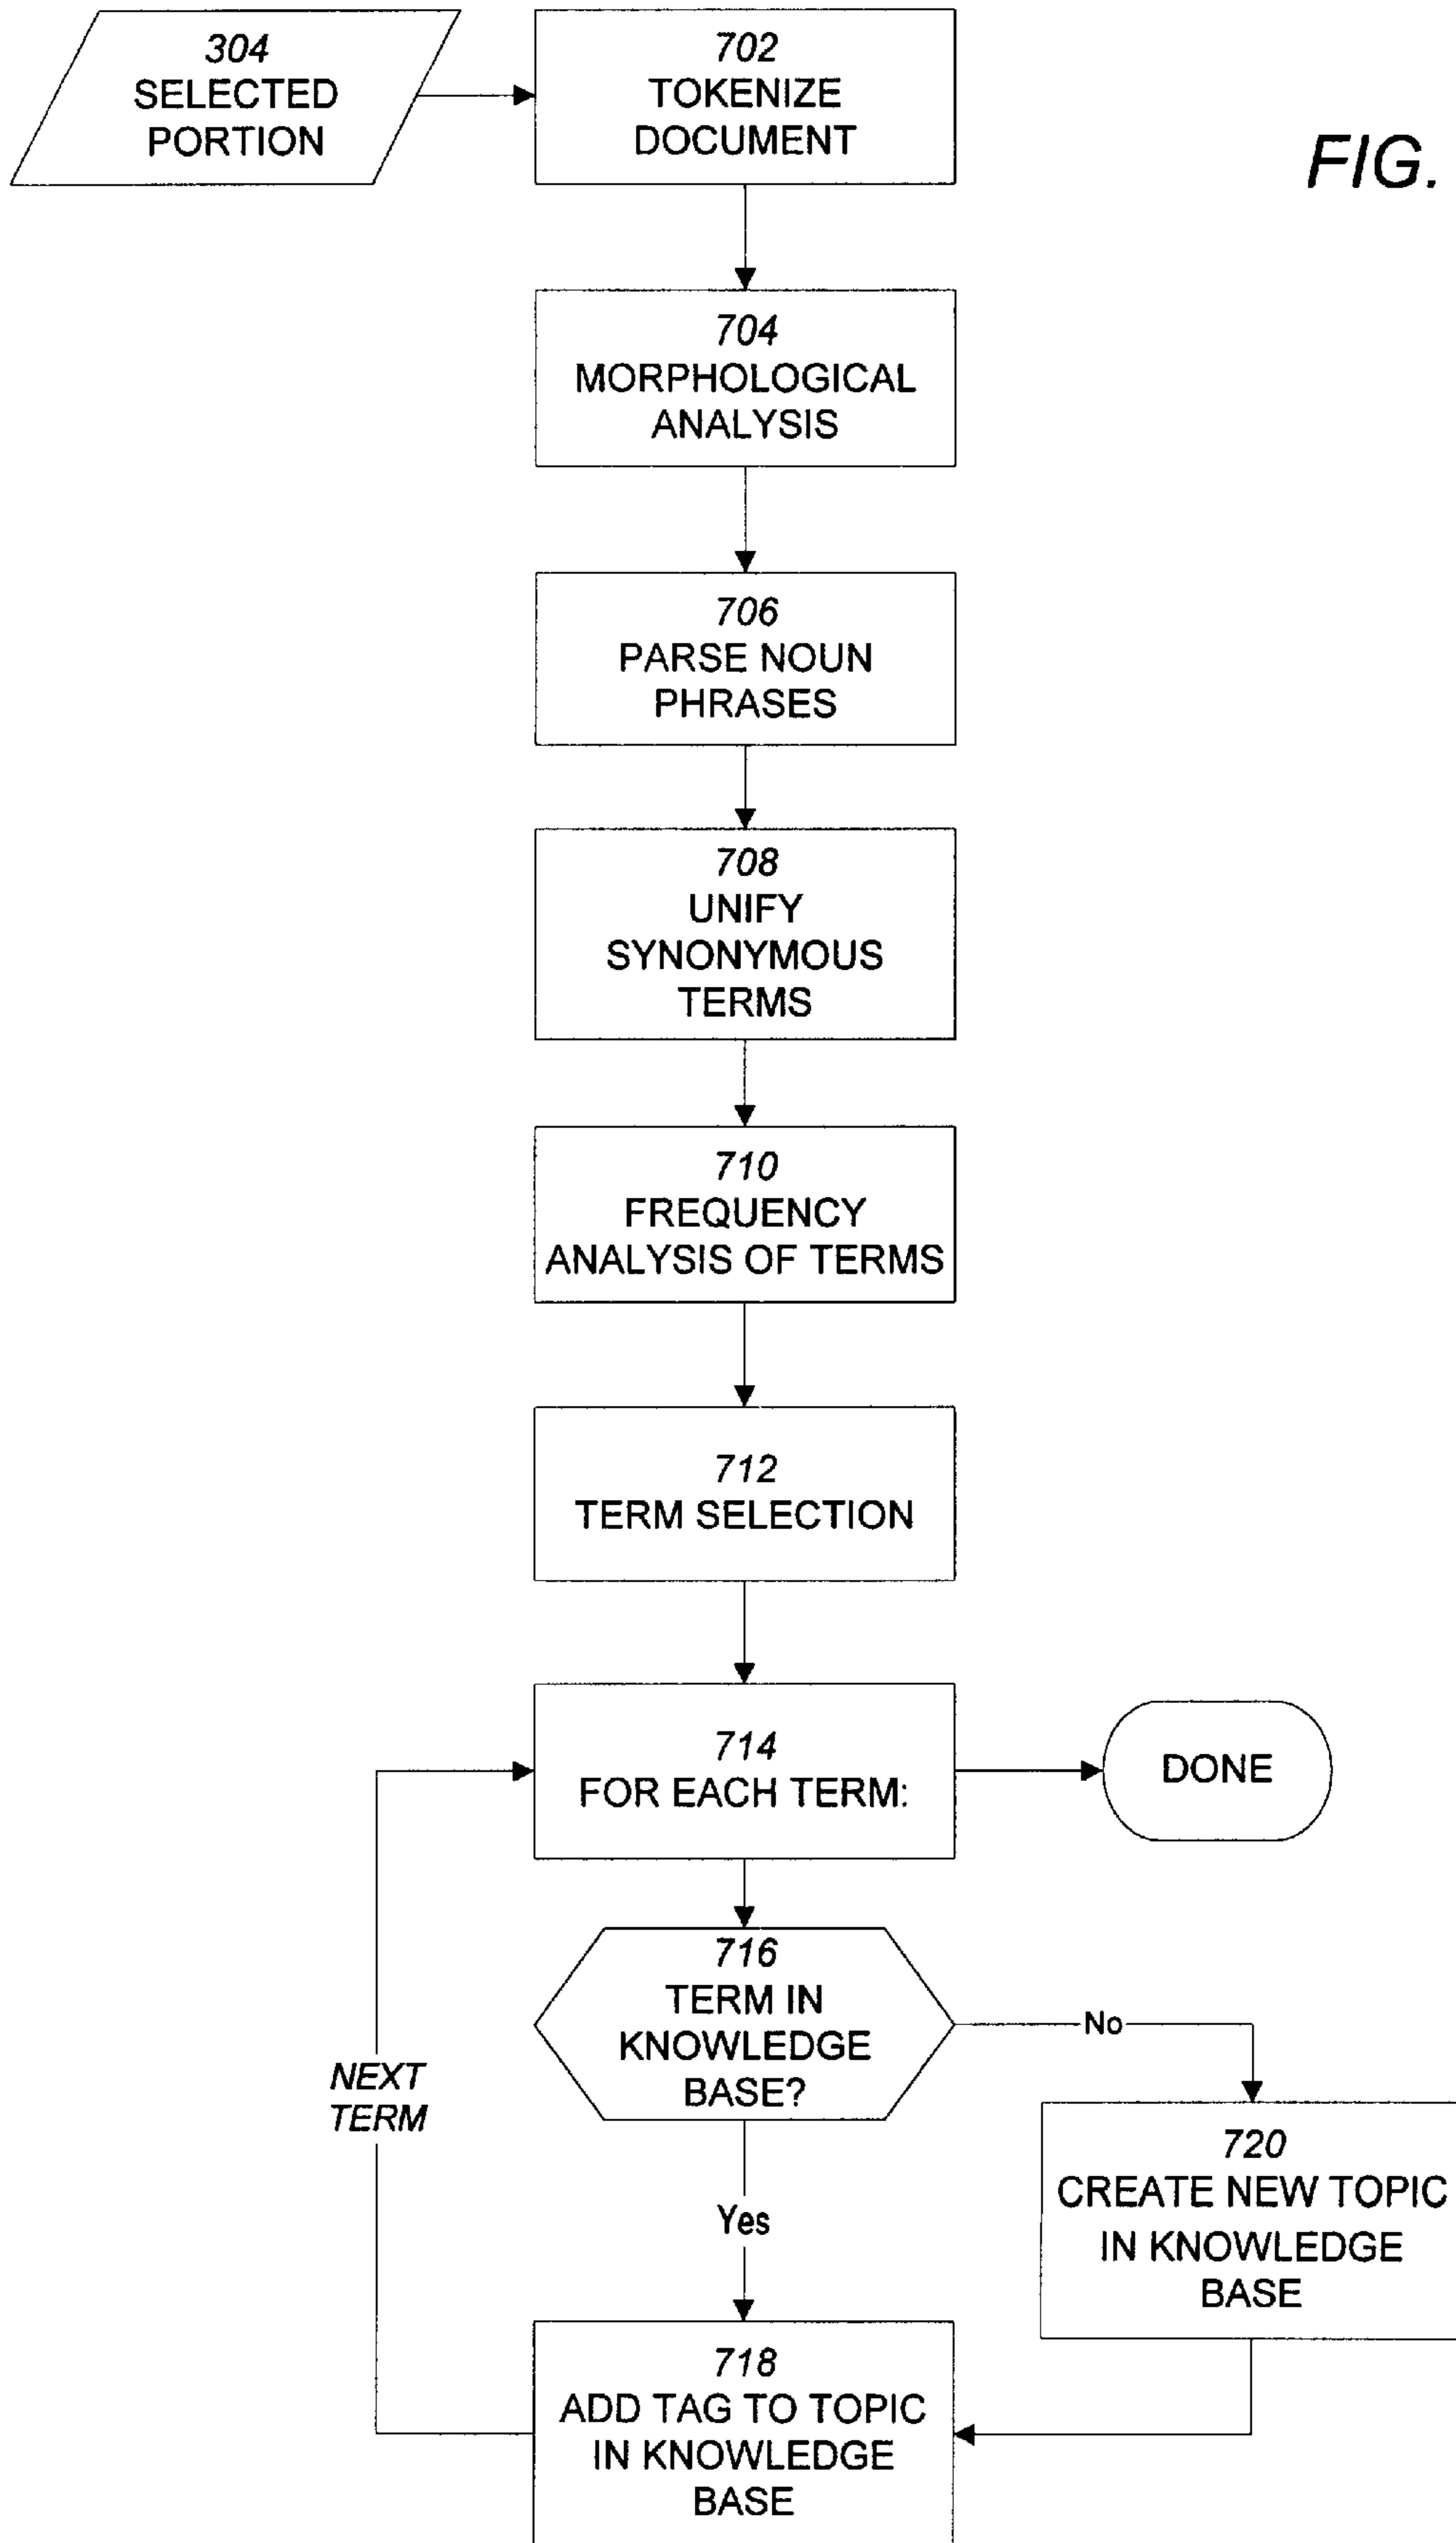 304
SELECTED
PORTION
702
TOKENIZE
DOCUMENT
FIG.
704
MORPHOLOGICAL
ANALYSIS
706
PARSE NOUN
PHRASES
708
UNIFY
SYNONYMOUS
TERMS
710
FREQUENCY
ANALYSIS OF TERMS
712
TERM SELECTION
714
FOR EACH TERM:
DONE
716
TERM IN
KNOWLEDGE
BASE?
No
NEXT
TERM
Yes
720
CREATE NEW TOPIC
IN KNOWLEDGE
BASE
718
ADD TAG TO TOPIC
IN KNOWLEDGE
BASE